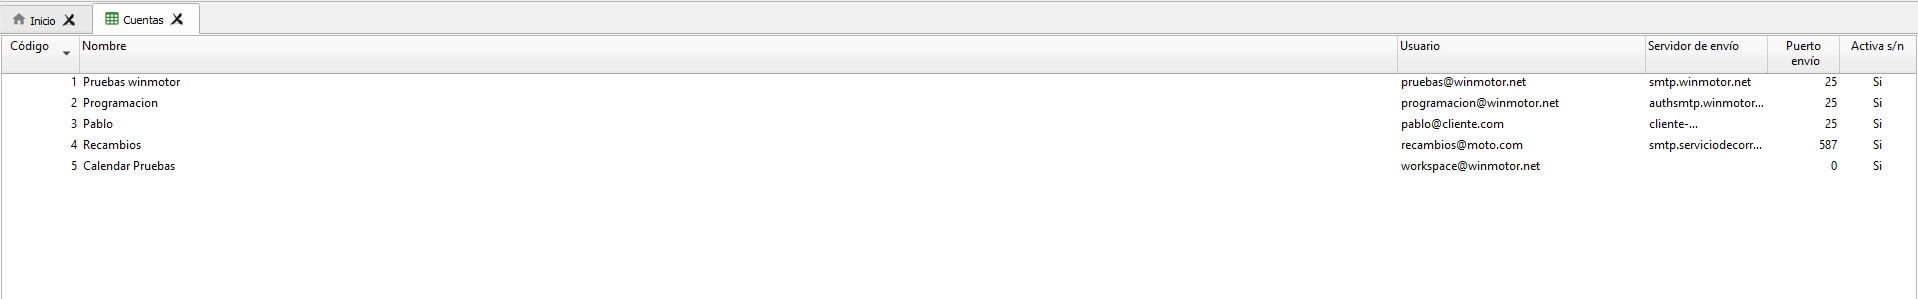 Inicio
Cuentas
Código Nombre Usuario Servidor de envío Puerto envío Activa s/n
1 Pruebas winmotor pruebas@winmotor.net smtp.winmotor.net 25 Si
2 Programacion programacion@winmotor.net authsmtp.winmotor... 25 Si
3 Pablo pablo@cliente.com cliente-... 25 Si
4 Recambios recambios@moto.com smtp.serviciodecorr... 587 Si
5 Calendar Pruebas workspace@winmotor.net 0 Si